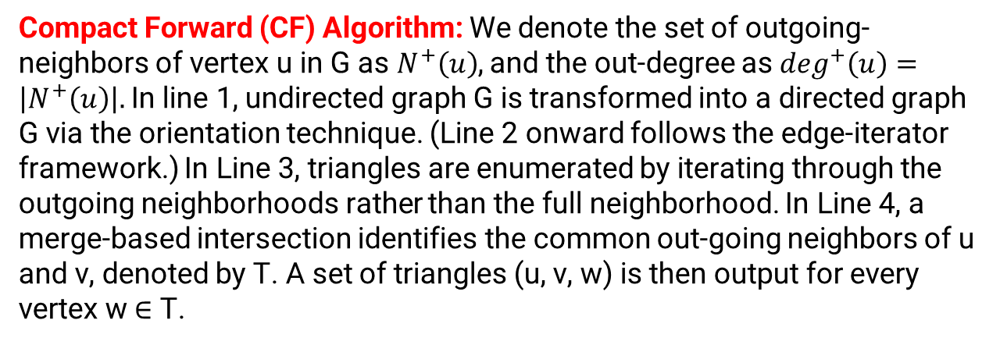 Compact Forward (CF) Algorithm: We denote the set of outgoing-
neighbors of vertex u in G as N⁺(u), and the out-degree as deg⁺(u) =
|N⁺(u)|. In line 1, undirected graph G is transformed into a directed graph
G via the orientation technique. (Line 2 onward follows the edge-iterator
framework.) In Line 3, triangles are enumerated by iterating through the
outgoing neighborhoods rather than the full neighborhood. In Line 4, a
merge-based intersection identifies the common out-going neighbors of u
and v, denoted by T. A set of triangles (u, v, w) is then output for every
vertex w ∈ T.